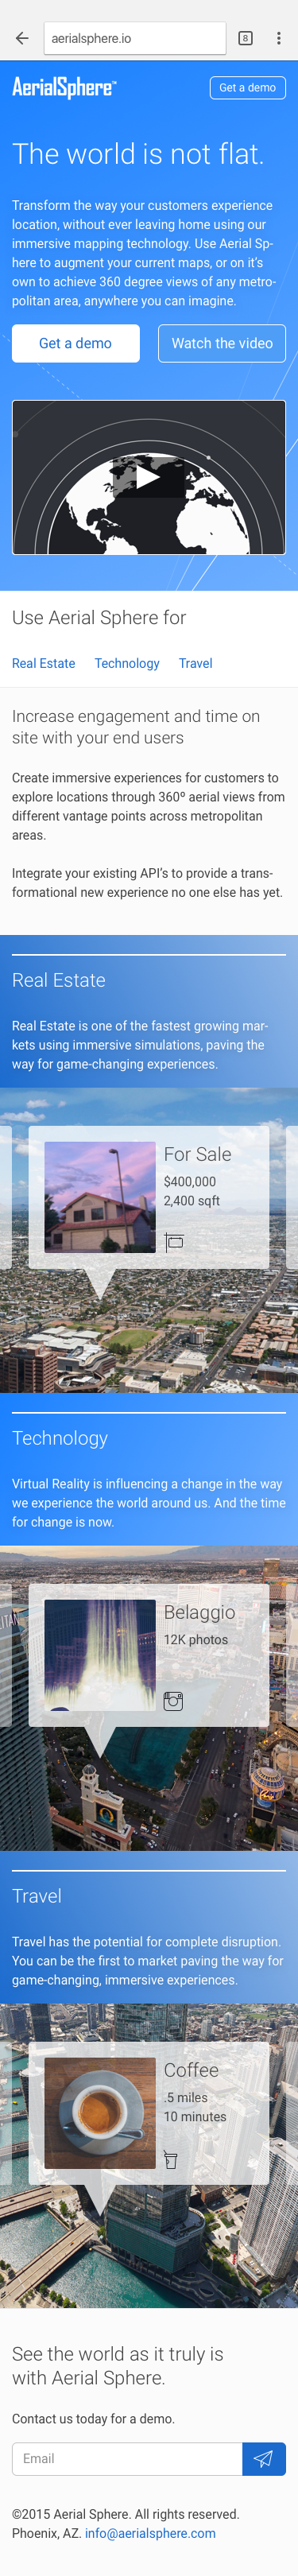 aerialsphere.io
8
AerialSphere™
Get a demo
The world is not flat.
Transform the way your customers experience
location, without ever leaving home using our
immersive mapping technology. Use Aerial Sp-
here to augment your current maps, or on it's
own to achieve 360 degree views of any metro-
politan area, anywhere you can imagine.
Get a demo
Watch the video
Use Aerial Sphere for
Real Estate Technology Travel
Increase engagement and time on
site with your end users
Create immersive experiences for customers to
explore locations through 360º aerial views from
different vantage points across metropolitan
areas.
Integrate your existing API's to provide a trans-
formational new experience no one else has yet.
Real Estate
Real Estate is one of the fastest growing mar-
kets using immersive simulations, paving the
way for game-changing experiences.
For Sale
$400,000
2,400 sqft
Technology
Virtual Reality is influencing a change in the way
we experience the world around us. And the time
for change is now.
Belaggio
12K photos
Travel
Travel has the potential for complete disruption.
You can be the first to market paving the way for
game-changing, immersive experiences.
Coffee
.5 miles
10 minutes
See the world as it truly is
with Aerial Sphere.
Contact us today for a demo.
Email
©2015 Aerial Sphere. All rights reserved.
Phoenix, AZ. info@aerialsphere.com